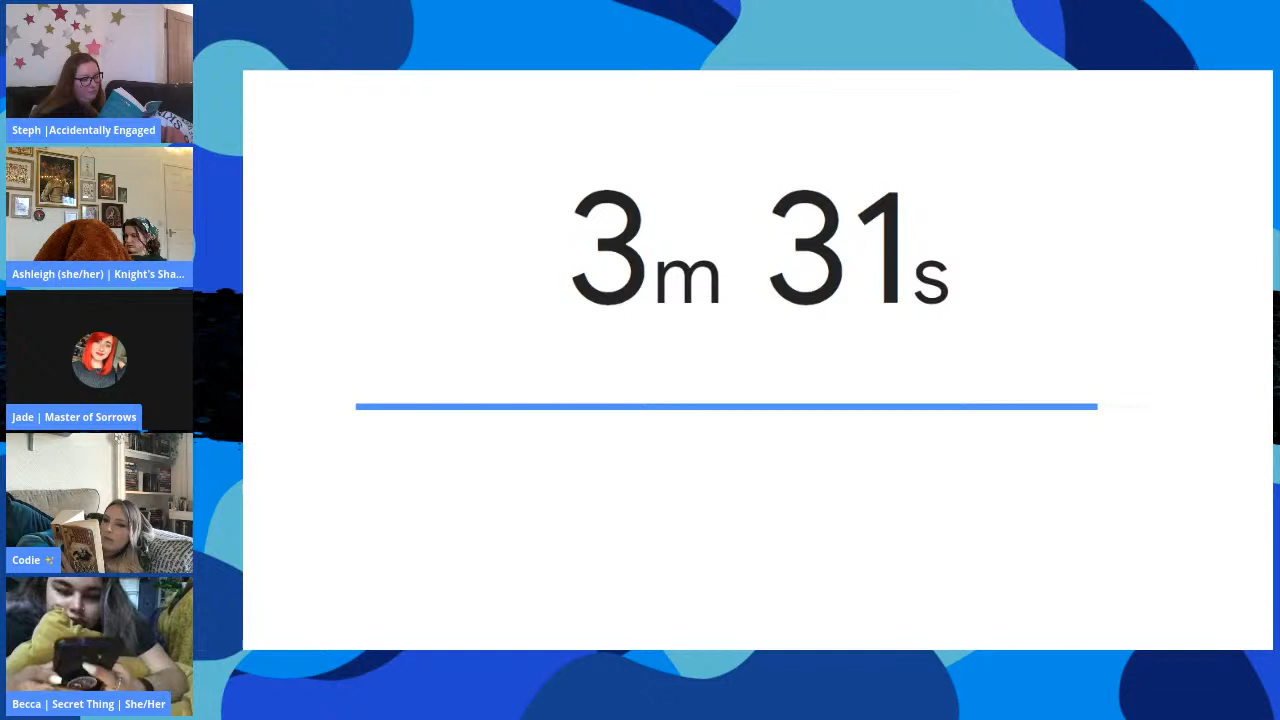 Steph |Accidentally Engaged
3m 31s
Ashleigh (she/her) | Knight's Sha...
Jade | Master of Sorrows
Codie ✨
Becca | Secret Thing | She/Her